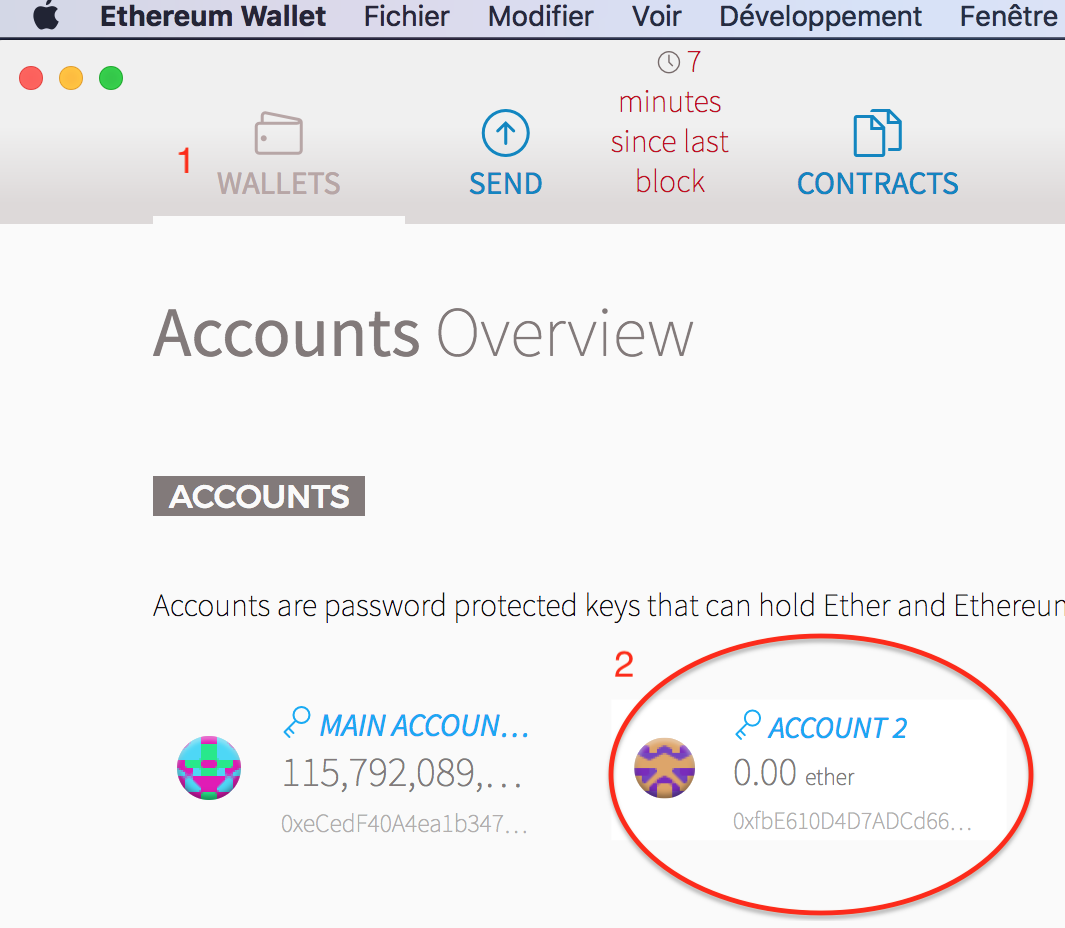 Ethereum Wallet Fichier Modifier Voir Développement Fenêtre
7
minutes
since last
block
1
WALLETS
SEND
CONTRACTS
Accounts Overview
ACCOUNTS
Accounts are password protected keys that can hold Ether and Ethereum
2
MAIN ACCOUN...
115,792,089,...
0xeCedF40A4ea1b347...
ACCOUNT 2
0.00 ether
0xfbE610D4D7ADCd66...